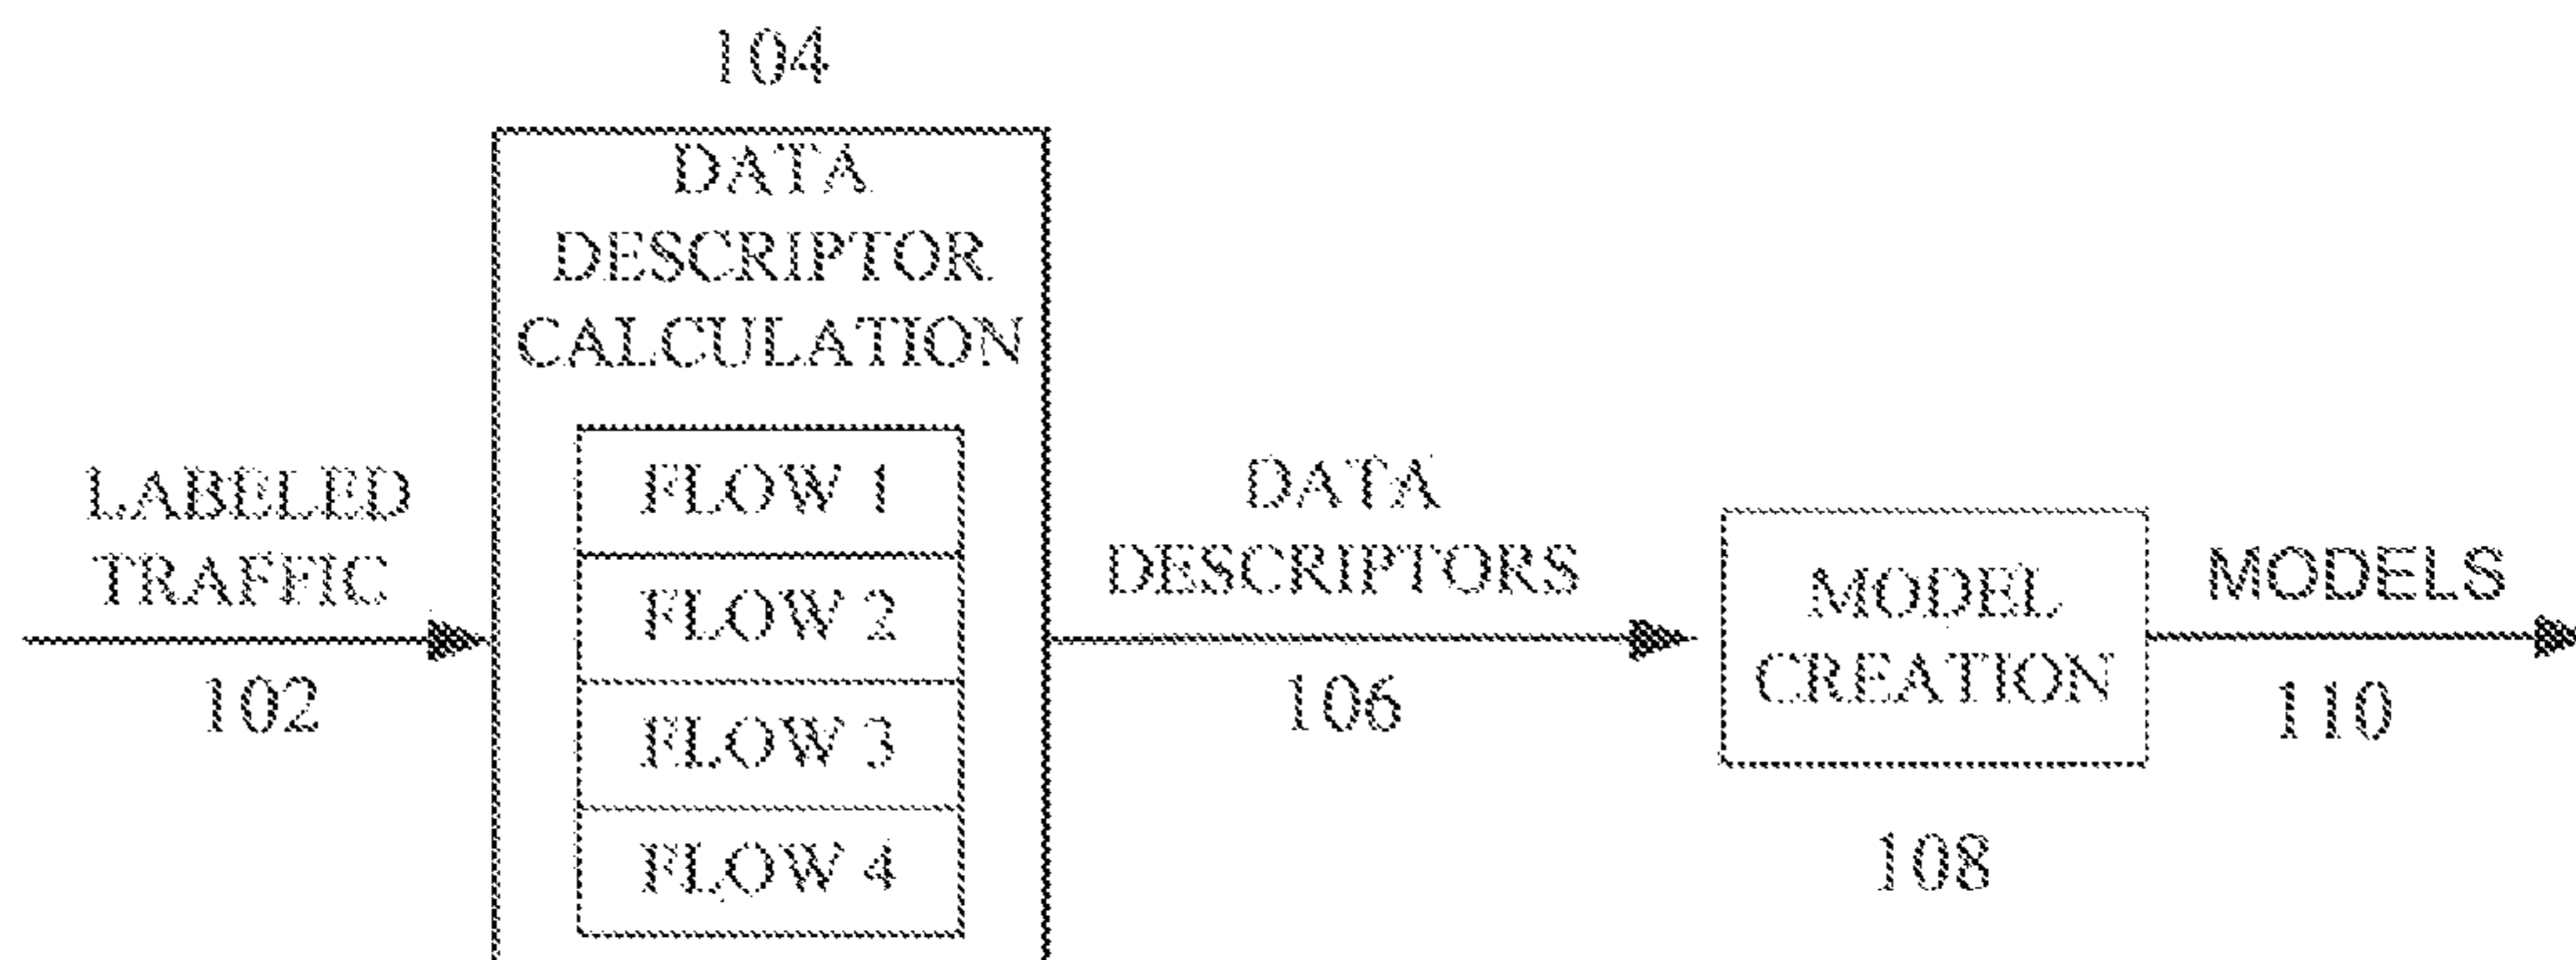 104
DATA
DESCRIPTOR
CALCULATION
FLOW 1
FLOW 2
FLOW 3
FLOW 4
LABELED
TRAFFIC
102
DATA
DESCRIPTORS
106
MODEL
CREATION
108
MODELS
110